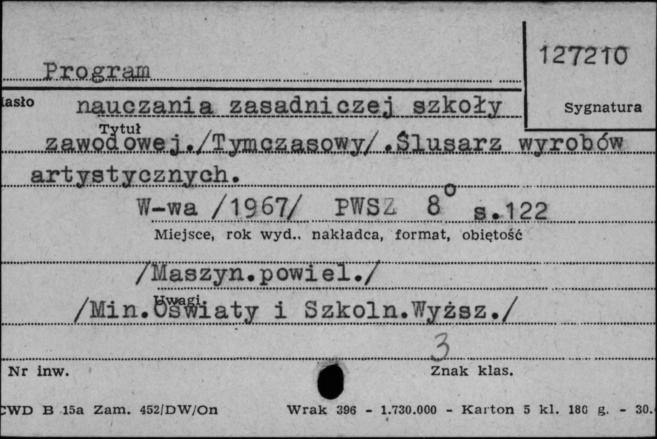 127210
Program
Hasło nauczania zasadniczej szkoły
Sygnatura
Tytuł
zawodowej./Tymczasowy/.Ślusarz wyrobów
artystycznych.
W-wa /1967/ PWSZ 8° s.122
Miejsce, rok wyd.. nakładca, format, obiętość
/Maszyn.powiel./
Uwagi
/Min.Oświaty i Szkoln.Wyższ./
3
Nr inw. Znak klas.
CWD B 15a Zam. 452/DW/On Wrak 396 - 1.730.000 - Karton 5 kl. 180 g. - 30.